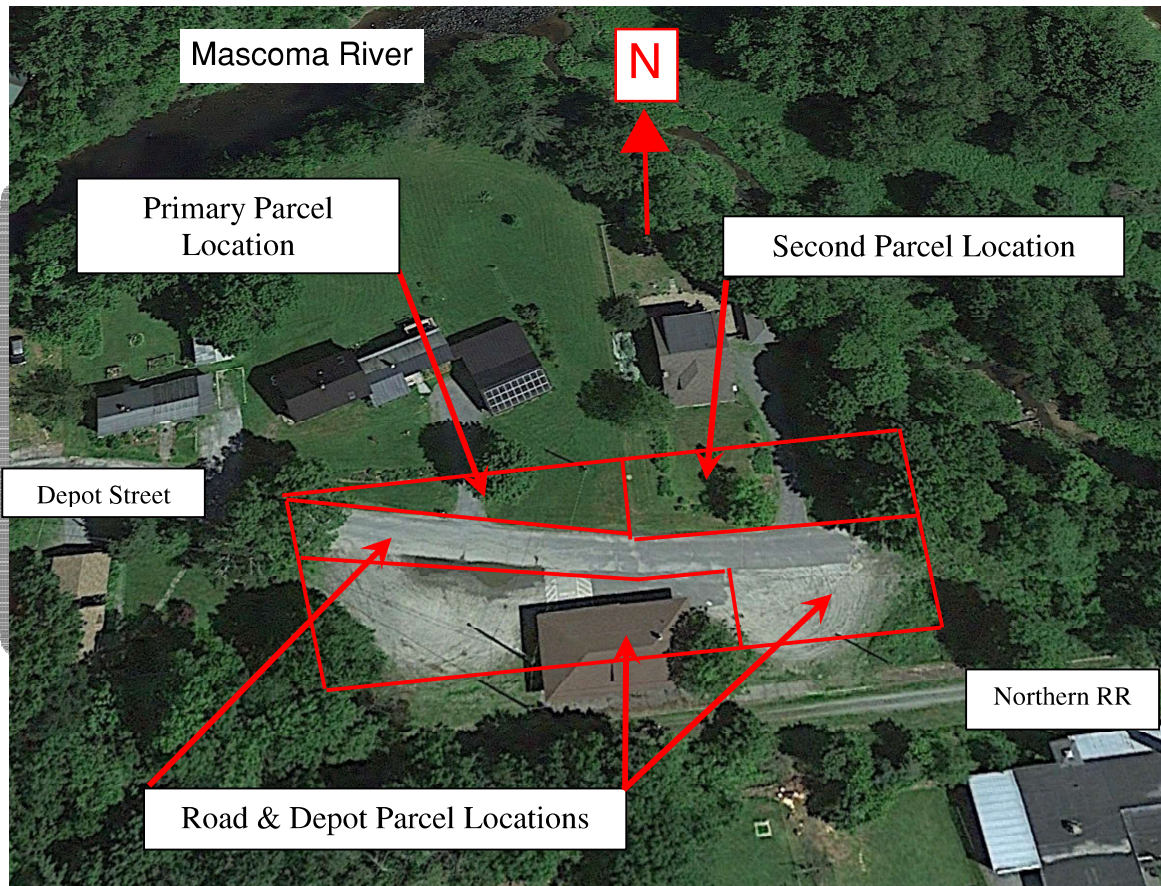 Mascoma River
N
Primary Parcel
Location
Second Parcel Location
Depot Street
Northern RR
Road & Depot Parcel Locations